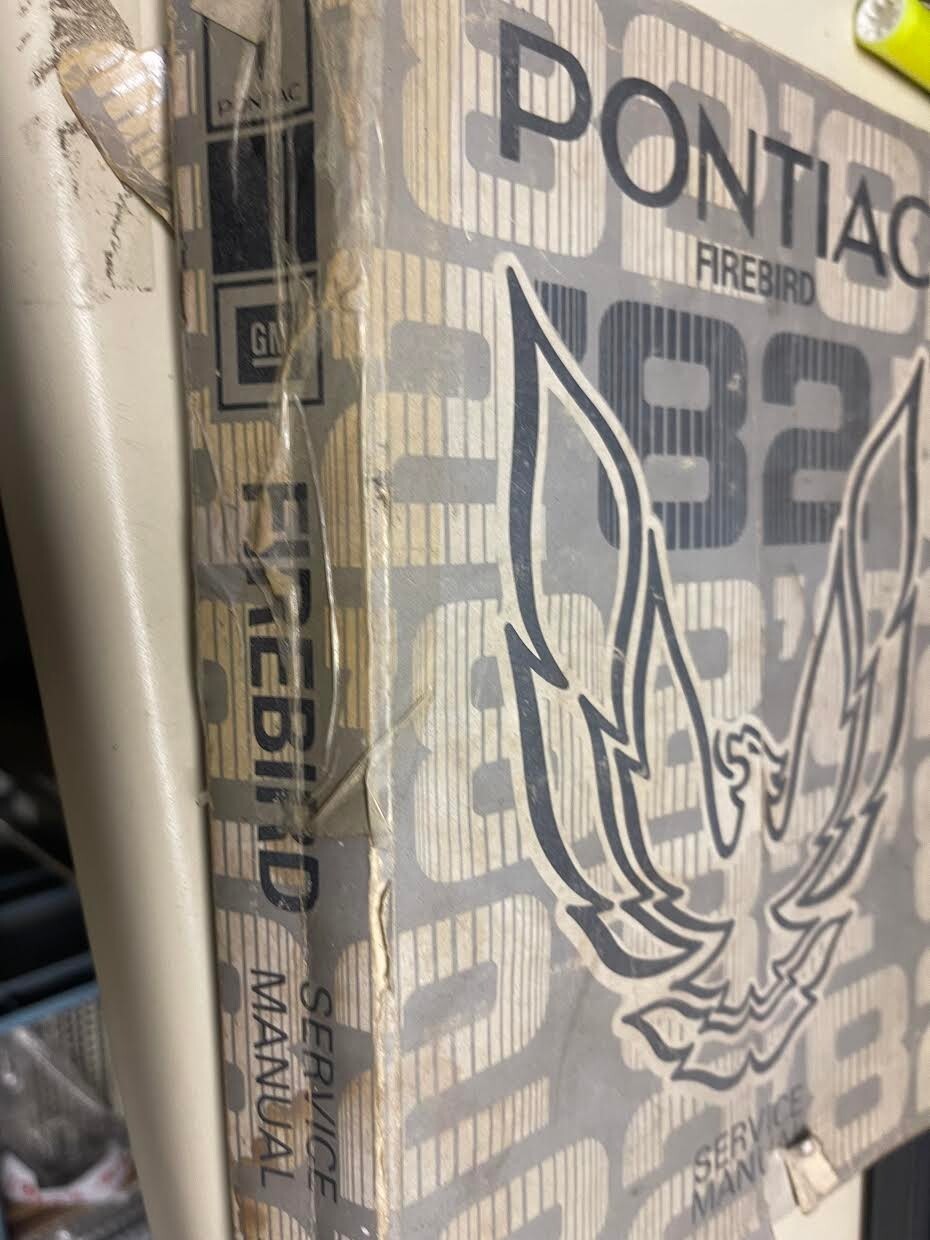 PONTIAC
GM
FIREBIRD
SERVICE
MANUAL
PONTIAC
FIREBIRD
'82
SERVICE
MANUAL